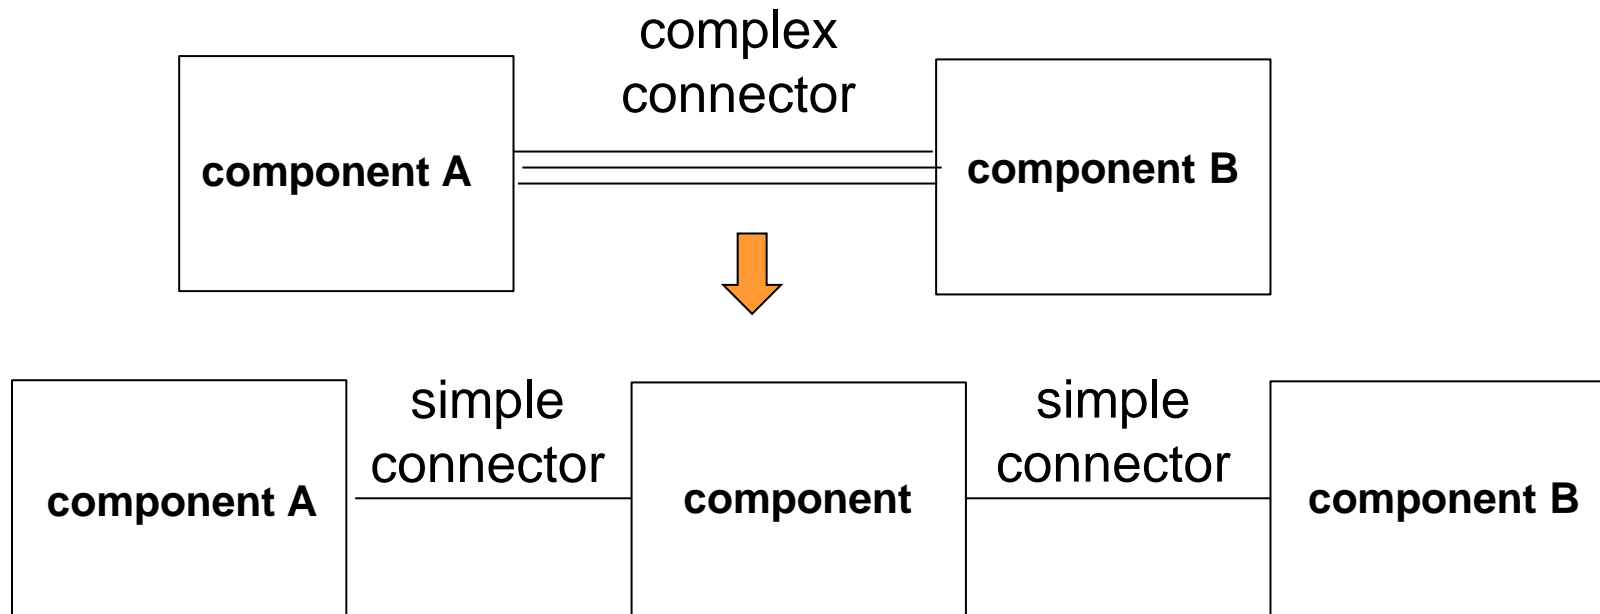 complex
connector
component A
component B
simple
connector
simple
connector
component A
component
component B